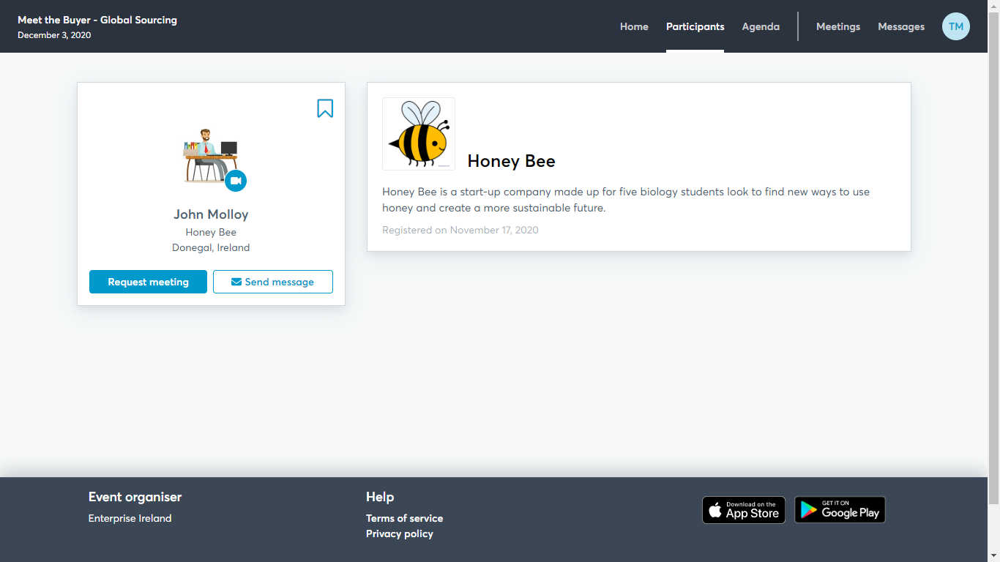 Meet the Buyer - Global Sourcing
December 3, 2020
Home Participants Agenda Meetings Messages TM
John Molloy
Honey Bee
Donegal, Ireland
Request meeting Send message
Honey Bee
Honey Bee is a start-up company made up for five biology students look to find new ways to use
honey and create a more sustainable future.
Registered on November 17, 2020
Event organiser
Enterprise Ireland
Help
Terms of service
Privacy policy
Download on the
App Store
GET IT ON
Google Play